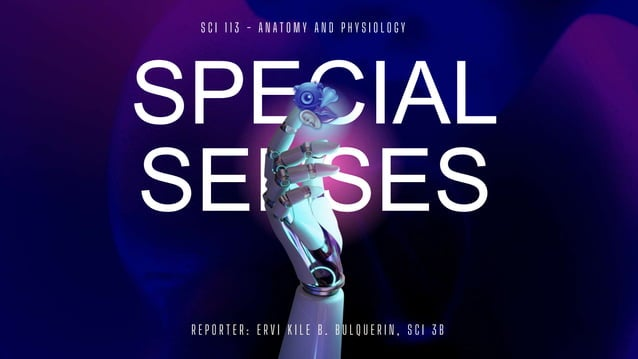 SCI 113 - ANATOMY AND PHYSIOLOGY
SPECIAL
SENSES
REPORTER: ERVI KILE B. BULQUERIN, SCI 3B